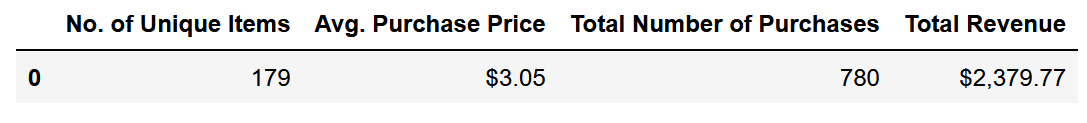 No. of Unique Items Avg. Purchase Price Total Number of Purchases Total Revenue
0 179 $3.05 780 $2,379.77